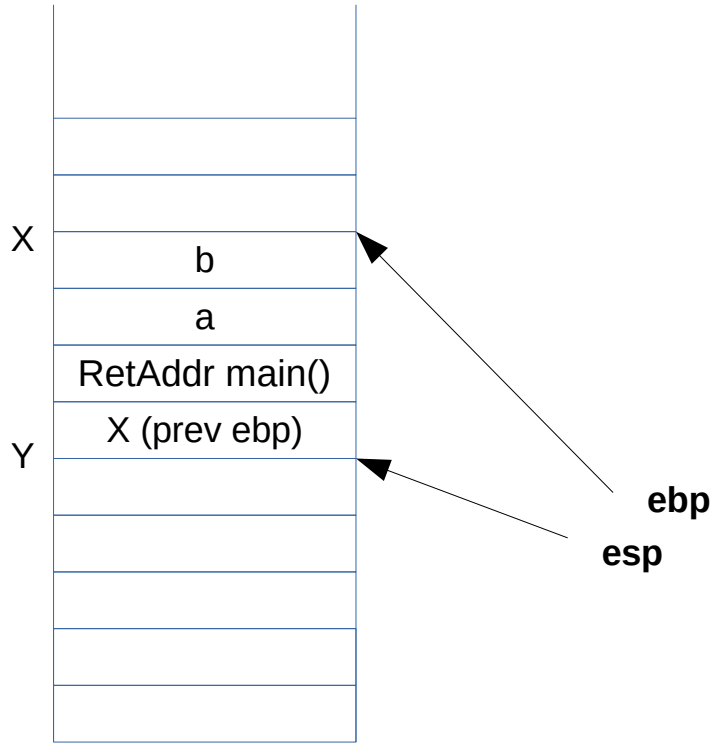 X
b
a
RetAddr main()
X (prev ebp)
Y
ebp
esp